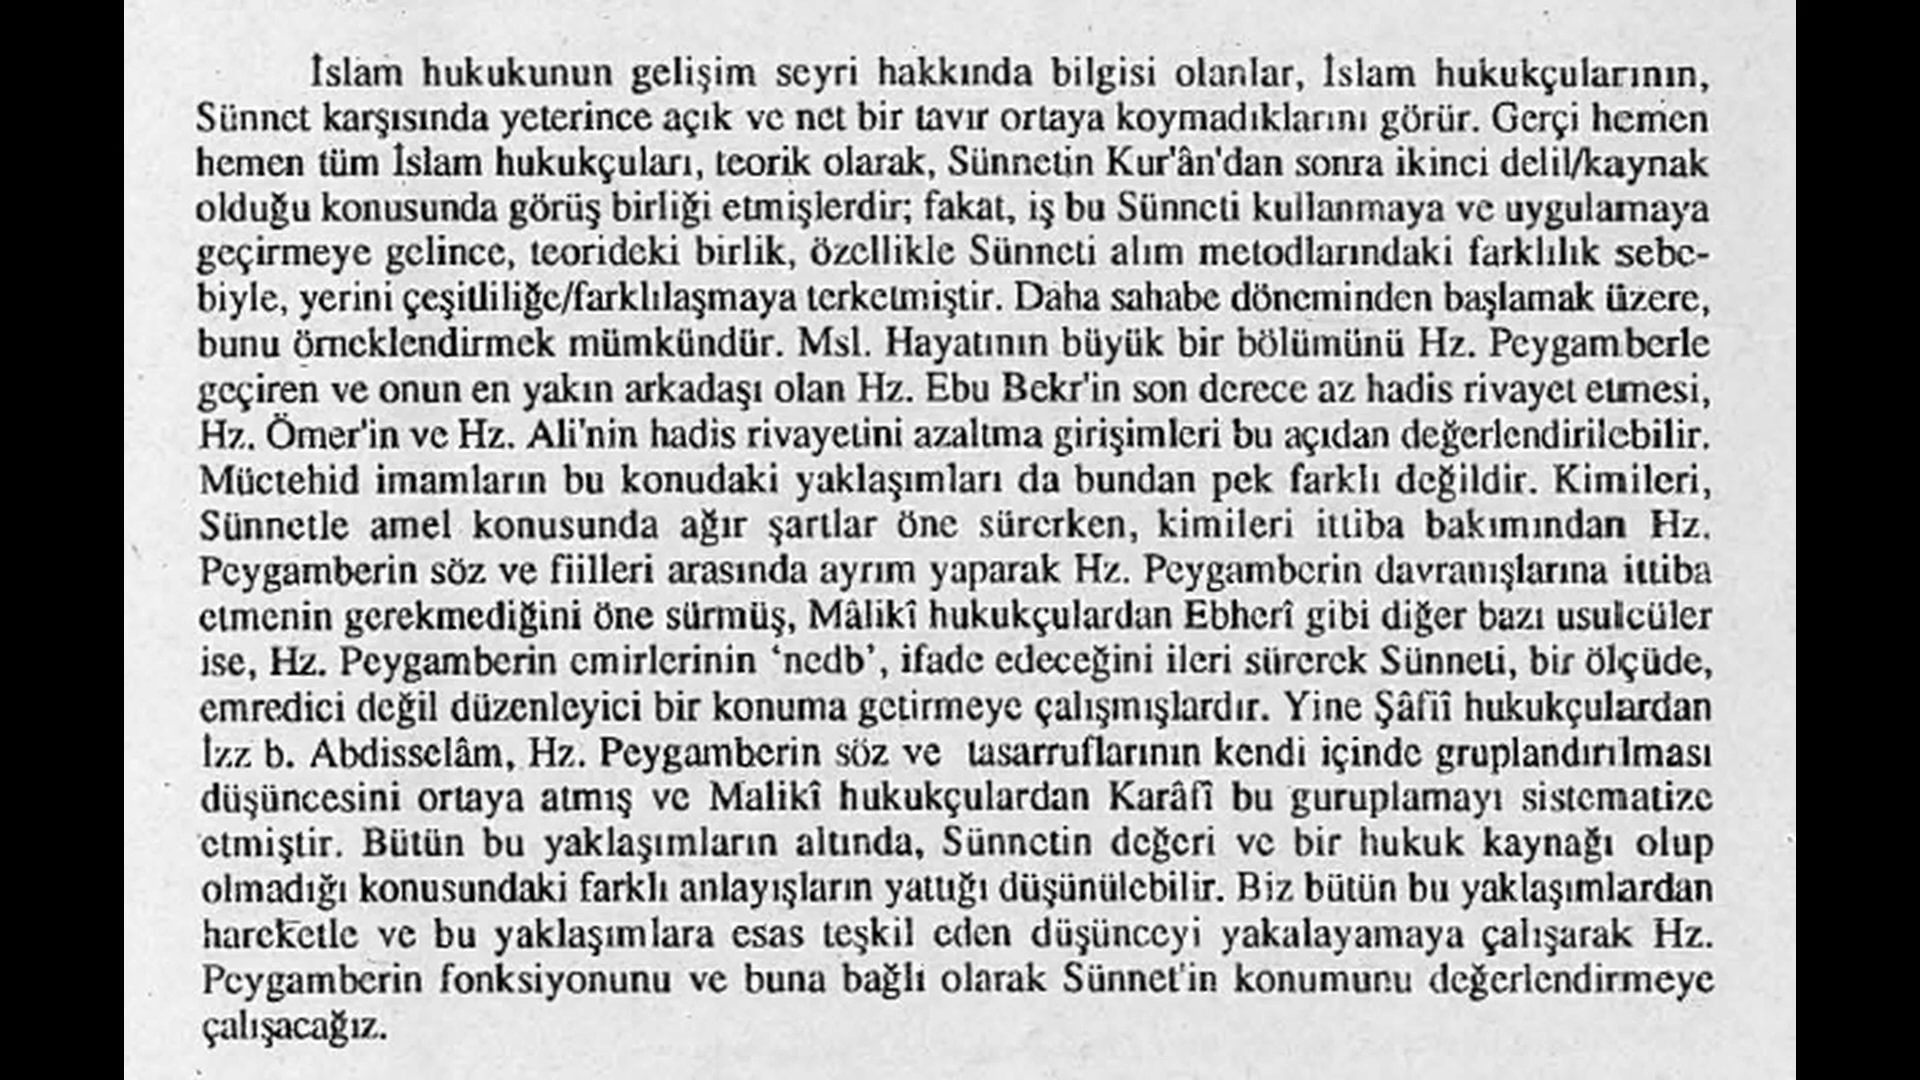 İslam hukukunun gelişim seyri hakkında bilgisi olanlar, İslam hukukçularının,
Sünnet karşısında yeterince açık ve net bir tavır ortaya koymadıklarını görür. Gerçi hemen
hemen tüm İslam hukukçuları, teorik olarak, Sünnetin Kur'ân'dan sonra ikinci delil/kaynak
olduğu konusunda görüş birliği etmişlerdir; fakat, iş bu Sünneti kullanmaya ve uygulamaya
geçirmeye gelince, teorideki birlik, özellikle Sünneti alım metodlarındaki farklılık sebe-
biyle, yerini çeşitliliğe/farklılaşmaya terketmiştir. Daha sahabe döneminden başlamak üzere,
bunu örneklendirmek mümkündür. Msl. Hayatının büyük bir bölümünü Hz. Peygamberle
geçiren ve onun en yakın arkadaşı olan Hz. Ebu Bekr'in son derece az hadis rivayet etmesi,
Hz. Ömer'in ve Hz. Ali'nin hadis rivayetini azaltma girişimleri bu açıdan değerlendirilebilir.
Müctehid imamların bu konudaki yaklaşımları da bundan pek farklı değildir. Kimileri,
Sünnetle amel konusunda ağır şartlar öne sürerken, kimileri ittiba bakımından Hz.
Peygamberin söz ve fiilleri arasında ayrım yaparak Hz. Peygamberin davranışlarına ittiba
etmenin gerekmediğini öne sürmüş, Mâlikî hukukçulardan Ebherî gibi diğer bazı usulcüler
ise, Hz. Peygamberin emirlerinin ‘nedb’, ifade edeceğini ileri sürerek Sünneti, bir ölçüde,
emredici değil düzenleyici bir konuma getirmeye çalışmışlardır. Yine Şâfiî hukukçulardan
İzz b. Abdisselâm, Hz. Peygamberin söz ve tasarruflarının kendi içinde gruplandırılması
düşüncesini ortaya atmış ve Malikî hukukçulardan Karâfî bu guruplamayı sistematize
etmiştir. Bütün bu yaklaşımların altında, Sünnetin değeri ve bir hukuk kaynağı olup
olmadığı konusundaki farklı anlayışların yattığı düşünülebilir. Biz bütün bu yaklaşımlardan
hareketle ve bu yaklaşımlara esas teşkil eden düşünceyi yakalayamaya çalışarak Hz.
Peygamberin fonksiyonunu ve buna bağlı olarak Sünnet'in konumunu değerlendirmeye
çalışacağız.